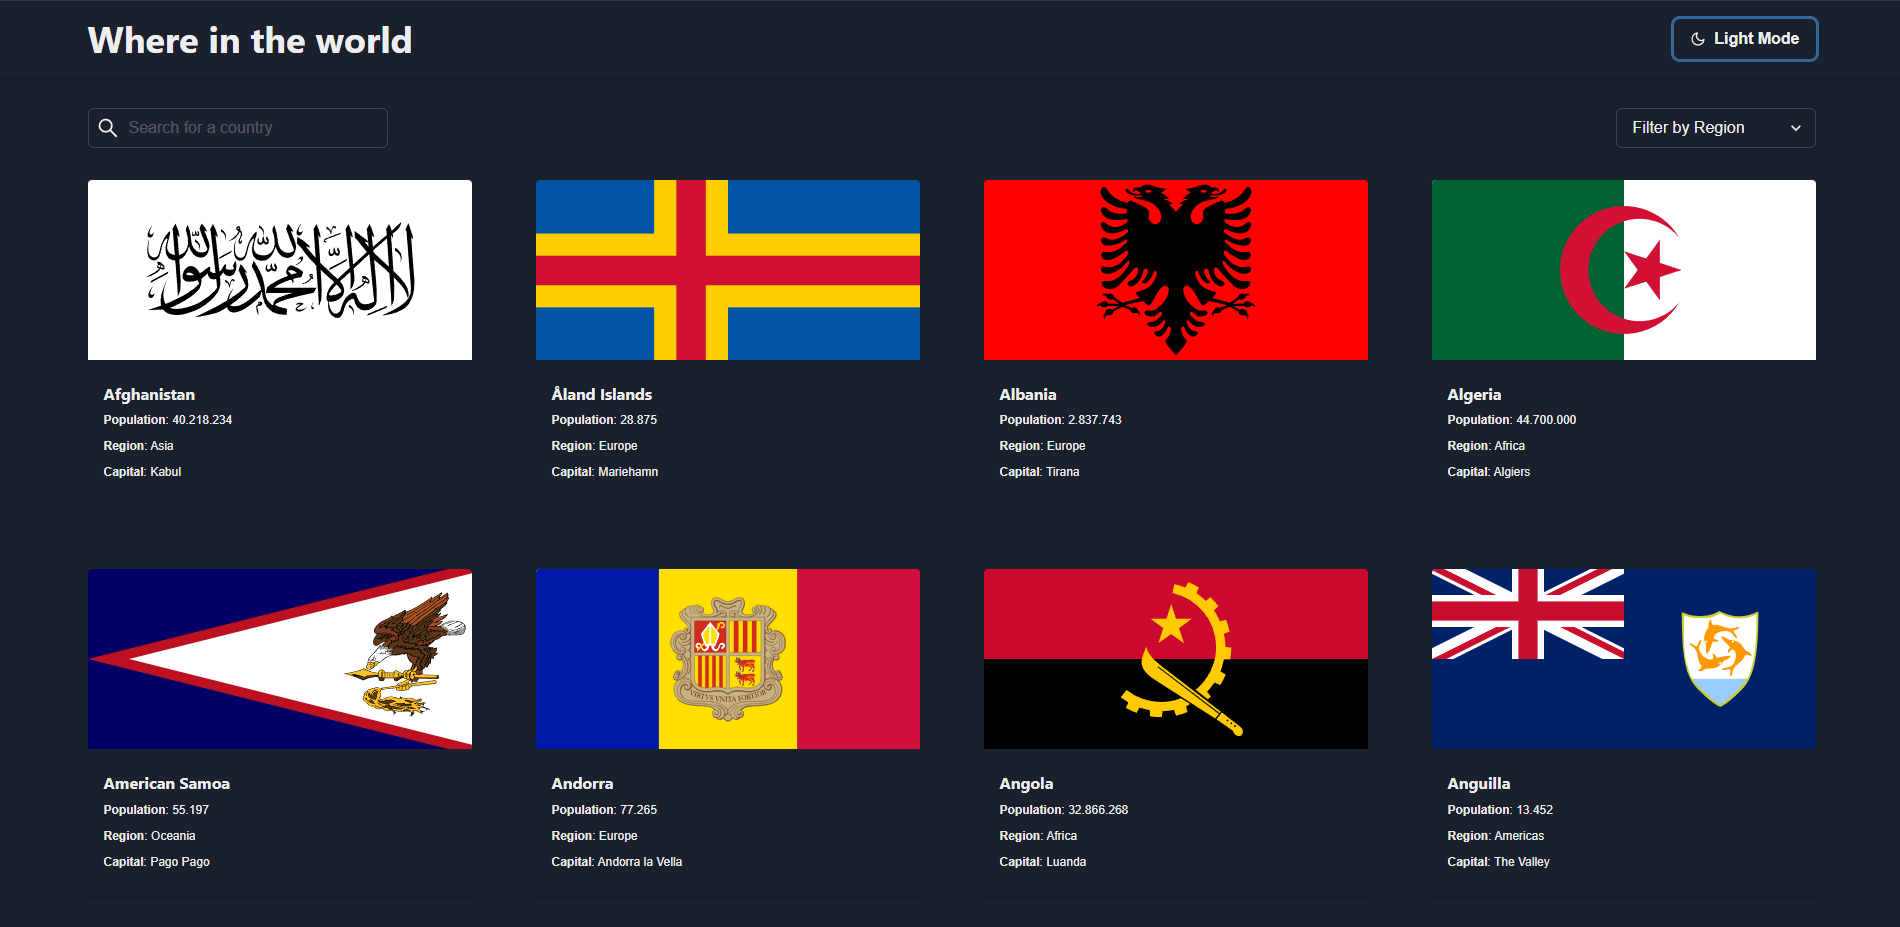 Where in the world
Light Mode
Search for a country
Filter by Region
لا إله إلا الله محمد رسول الله
Afghanistan
Population: 40.218.234
Region: Asia
Capital: Kabul
Åland Islands
Population: 28.875
Region: Europe
Capital: Mariehamn
Albania
Population: 2.837.743
Region: Europe
Capital: Tirana
Algeria
Population: 44.700.000
Region: Africa
Capital: Algiers
VIRTVS VNITA FORTIOR
American Samoa
Population: 55.197
Region: Oceania
Capital: Pago Pago
Andorra
Population: 77.265
Region: Europe
Capital: Andorra la Vella
Angola
Population: 32.866.268
Region: Africa
Capital: Luanda
Anguilla
Population: 13.452
Region: Americas
Capital: The Valley